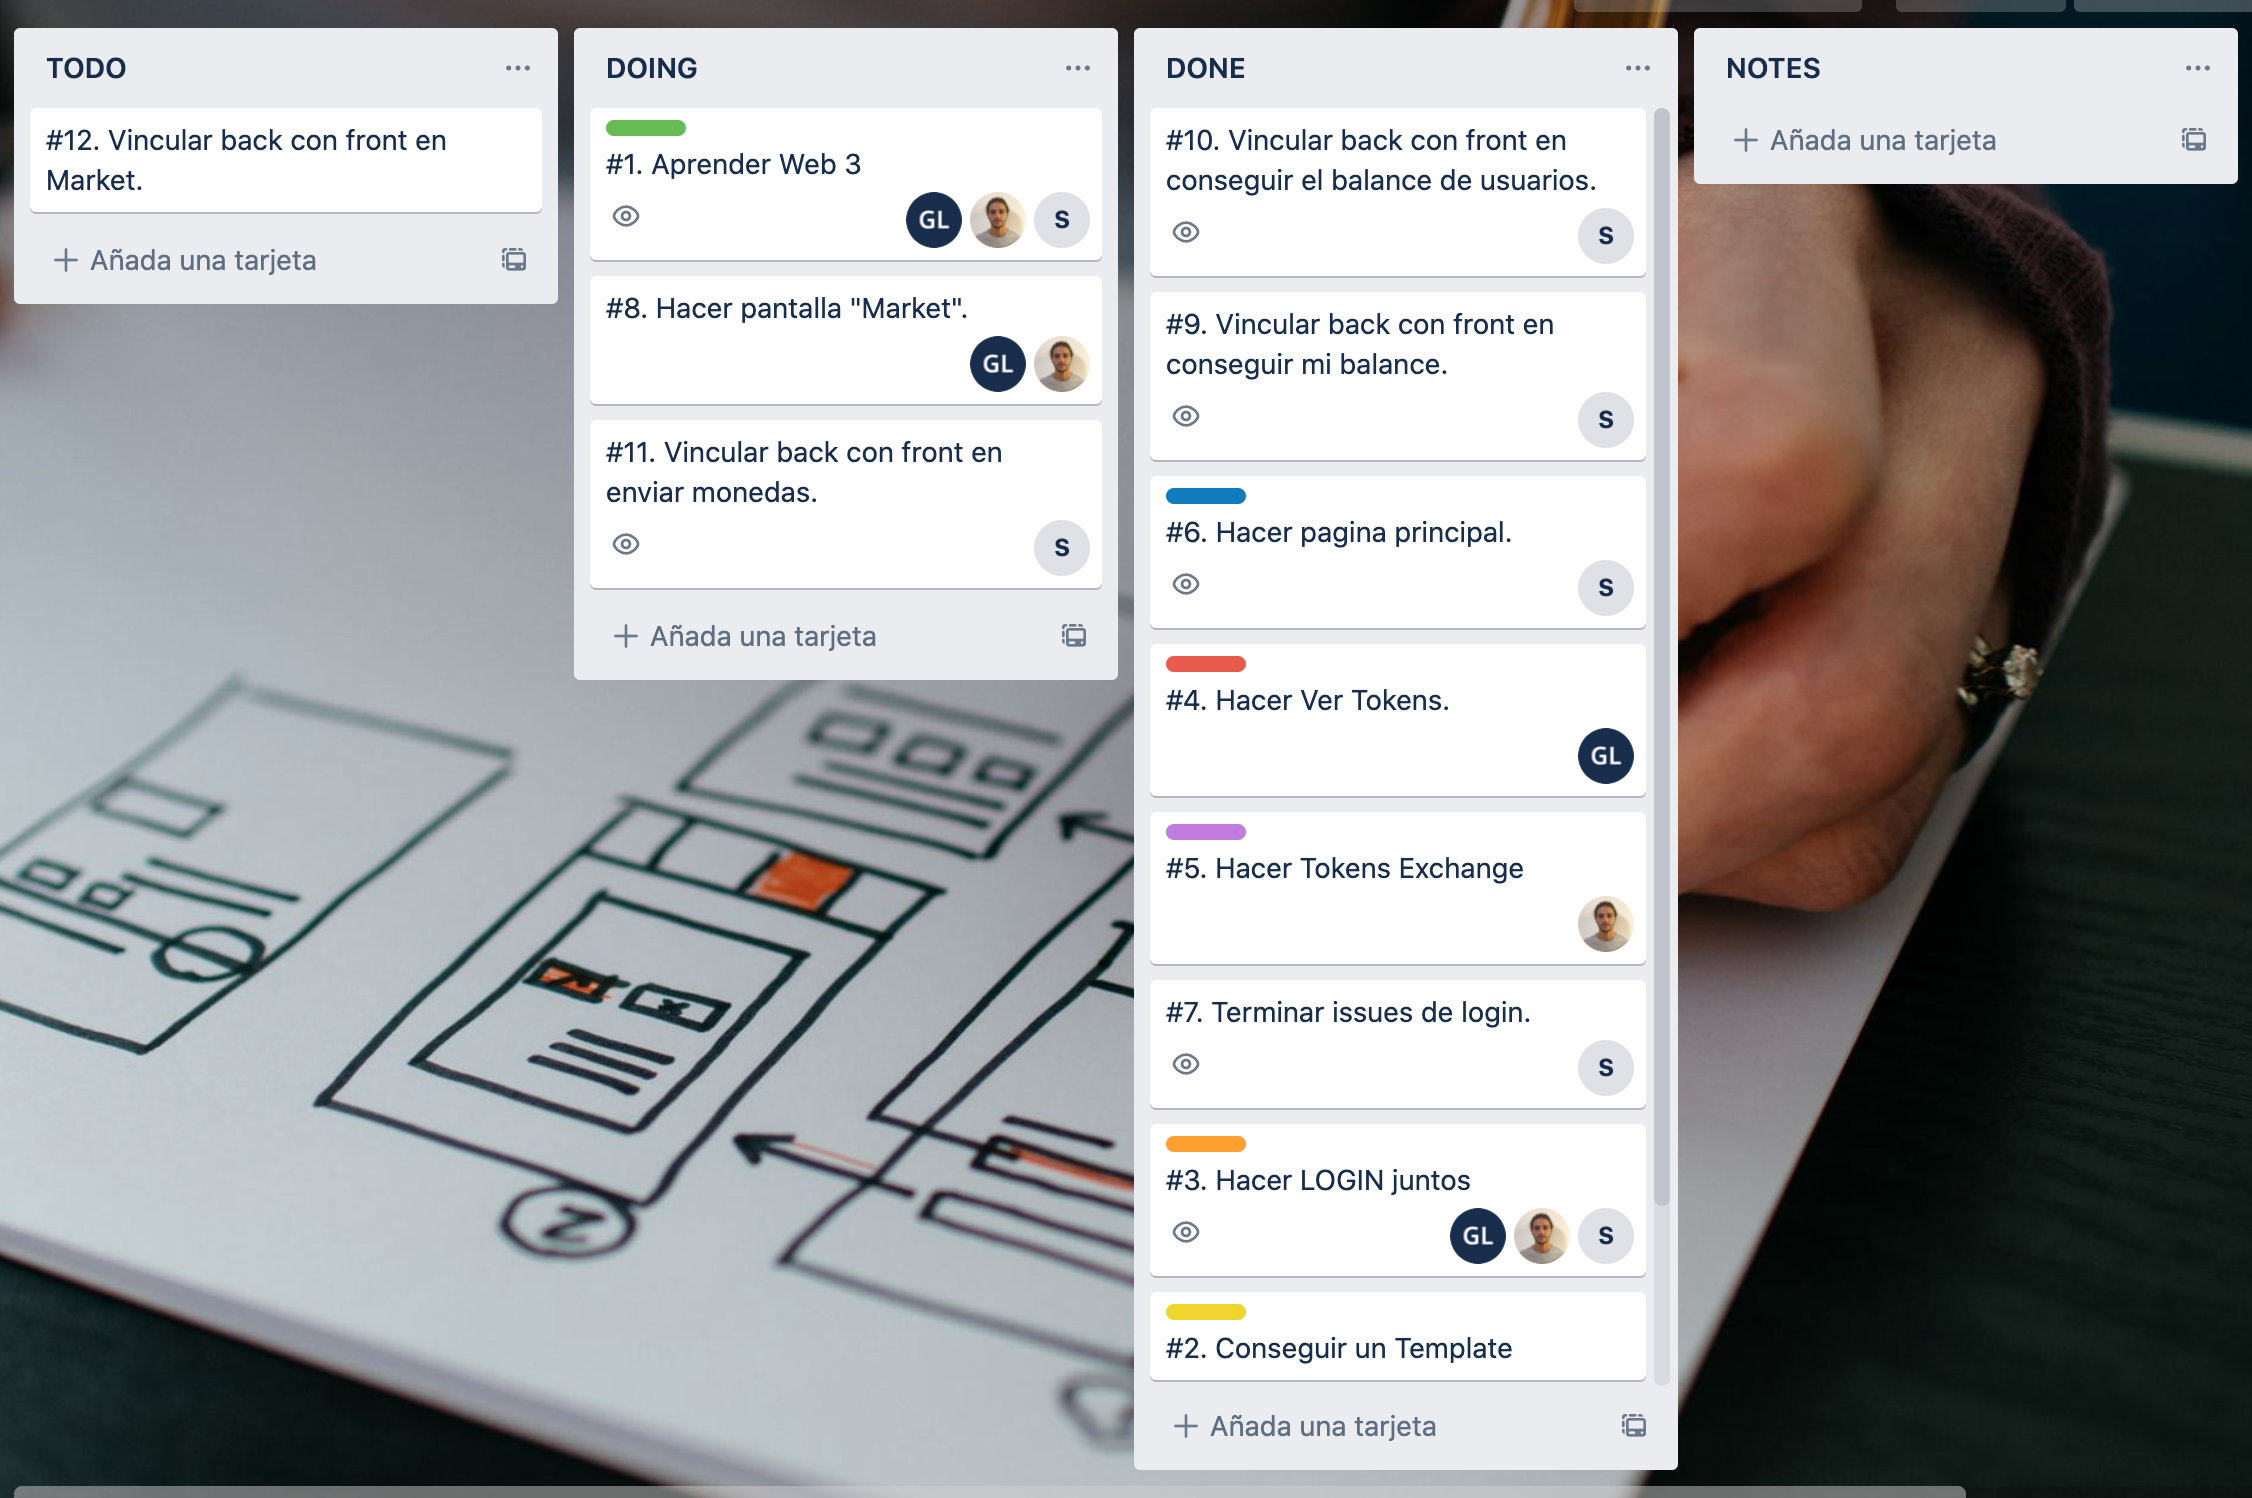 TODO
#12. Vincular back con front en
Market.
Añada una tarjeta
DOING
#1. Aprender Web 3
GL
S
#8. Hacer pantalla "Market".
GL
#11. Vincular back con front en
enviar monedas.
S
Añada una tarjeta
DONE
#10. Vincular back con front en
conseguir el balance de usuarios.
S
#9. Vincular back con front en
conseguir mi balance.
S
#6. Hacer pagina principal.
S
#4. Hacer Ver Tokens.
GL
#5. Hacer Tokens Exchange
#7. Terminar issues de login.
S
#3. Hacer LOGIN juntos
GL
S
#2. Conseguir un Template
Añada una tarjeta
NOTES
Añada una tarjeta